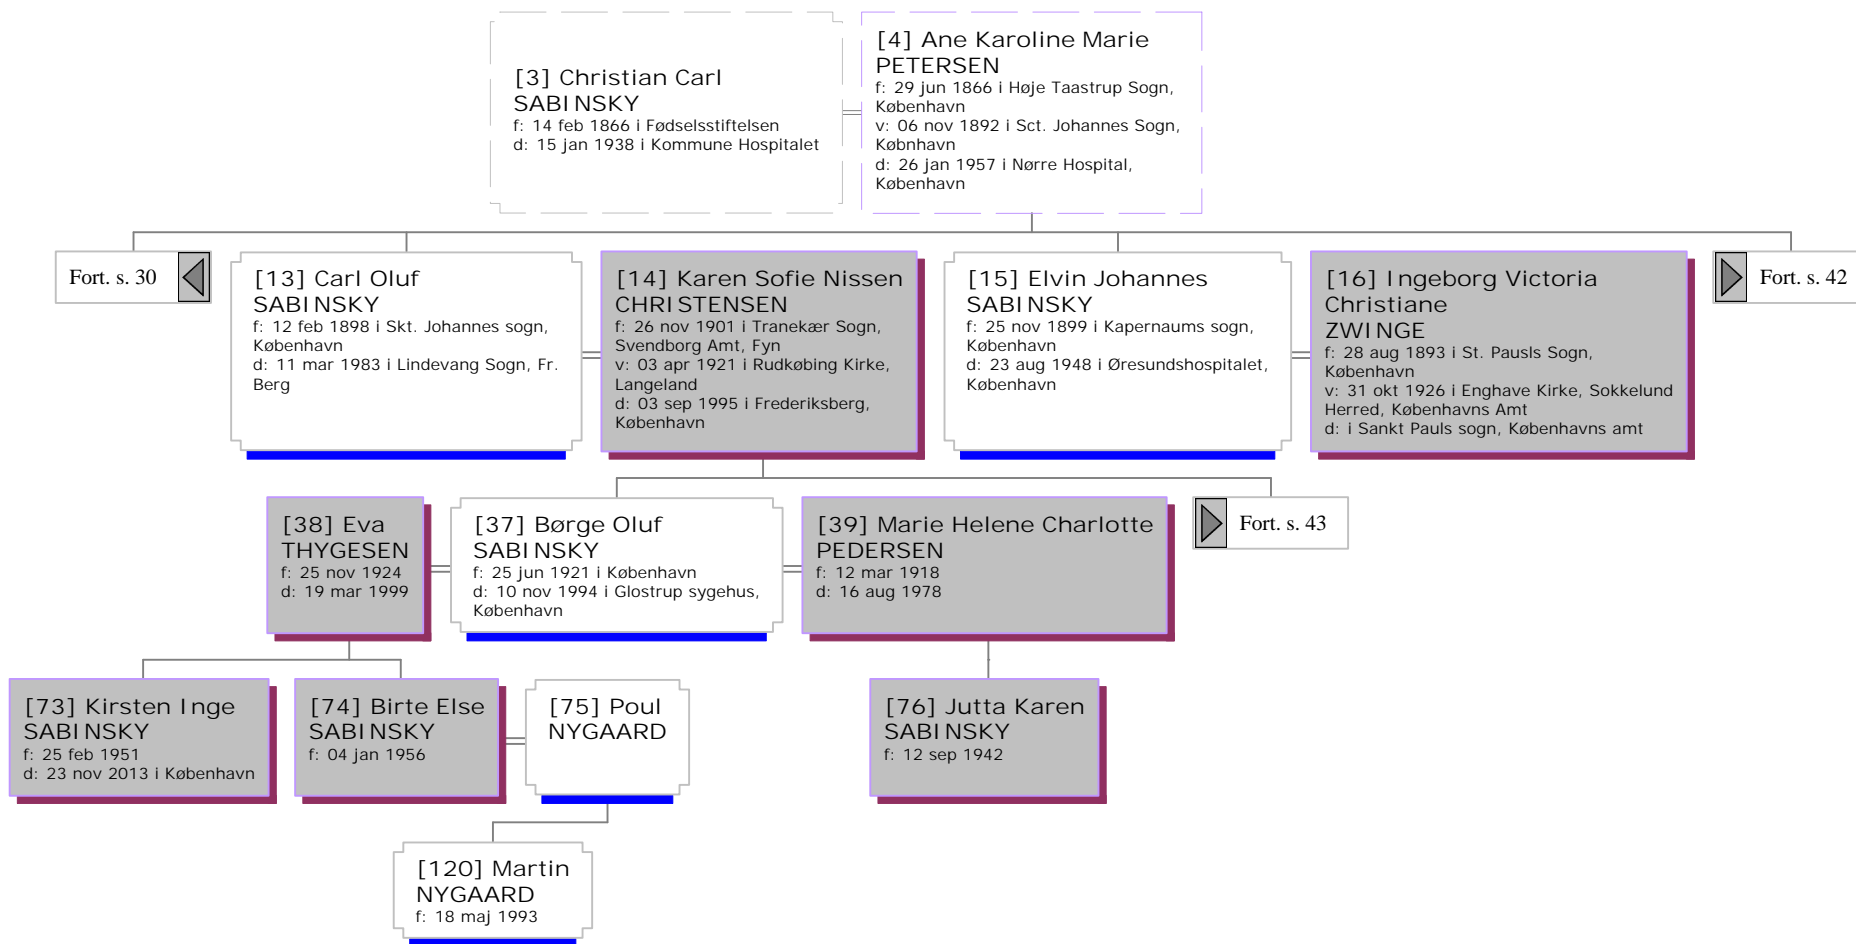 [3] Christian Carl
SABINSKY
f: 14 feb 1866 i Fødselsstiftelsen
d: 15 jan 1938 i Kommune Hospitalet
[4] Ane Karoline Marie
PETERSEN
f: 29 jun 1866 i Høje Taastrup Sogn,
København
v: 06 nov 1892 i Sct. Johannes Sogn,
Købnhavn
d: 26 jan 1957 i Nørre Hospital,
København
Fort. s. 30
[13] Carl Oluf
SABINSKY
f: 12 feb 1898 i Skt. Johannes sogn,
København
d: 11 mar 1983 i Lindevang Sogn, Fr.
Berg
[14] Karen Sofie Nissen
CHRISTENSEN
f: 26 nov 1901 i Tranekær Sogn,
Svendborg Amt, Fyn
v: 03 apr 1921 i Rudkøbing Kirke,
Langeland
d: 03 sep 1995 i Frederiksberg,
København
[15] Elvin Johannes
SABINSKY
f: 25 nov 1899 i Kapernaums sogn,
København
d: 23 aug 1948 i Øresundshospitalet,
København
[16] Ingeborg Victoria
Christiane
ZWINGE
f: 28 aug 1893 i St. Pausls Sogn,
København
v: 31 okt 1926 i Enghave Kirke, Sokkelund
Herred, Københavns Amt
d: i Sankt Pauls sogn, Københavns amt
Fort. s. 42
[38] Eva
THYGESEN
f: 25 nov 1924
d: 19 mar 1999
[37] Børge Oluf
SABINSKY
f: 25 jun 1921 i København
d: 10 nov 1994 i Glostrup sygehus,
København
[39] Marie Helene Charlotte
PEDERSEN
f: 12 mar 1918
d: 16 aug 1978
Fort. s. 43
[73] Kirsten Inge
SABINSKY
f: 25 feb 1951
d: 23 nov 2013 i København
[74] Birte Else
SABINSKY
f: 04 jan 1956
[75] Poul
NYGAARD
[76] Jutta Karen
SABINSKY
f: 12 sep 1942
[120] Martin
NYGAARD
f: 18 maj 1993